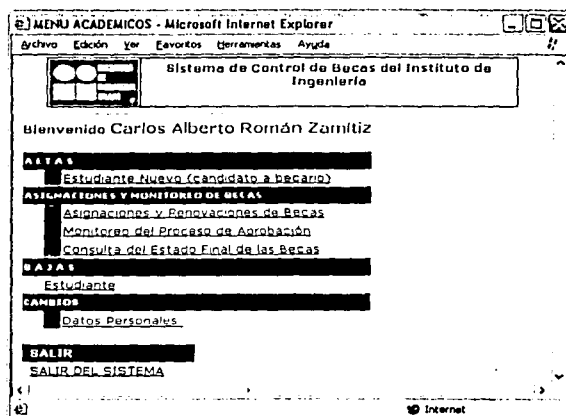 MENU ACADEMICOS - Microsoft Internet Explorer
Archivo Edición Ver Favoritos Herramientas Ayuda
Sistema de Control de Becas del Instituto de
Ingeniería
Bienvenido Carlos Alberto Román Zamítiz
ALTAS
Estudiante Nuevo (candidato a becario)
ASIGNACIONES Y MONITOREO DE BECAS
Asignaciones y Renovaciones de Becas
Monitoreo del Proceso de Aprobación
Consulta del Estado Final de las Becas
BAJAS
Estudiante
CAMBIOS
Datos Personales
SALIR
SALIR DEL SISTEMA
Internet